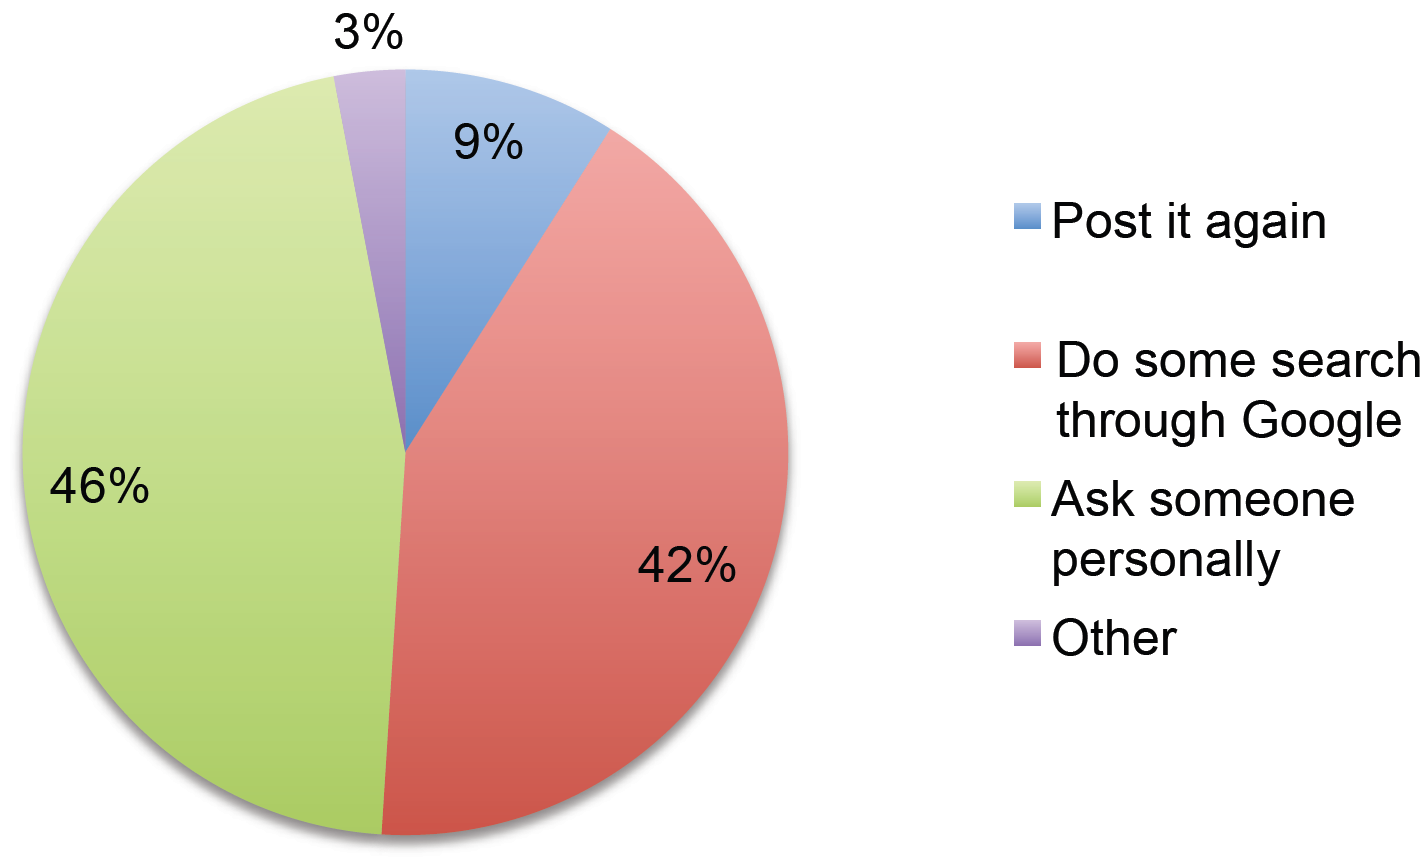 3%
9%
46%
42%
Post it again
Do some search
through Google
Ask someone
personally
Other